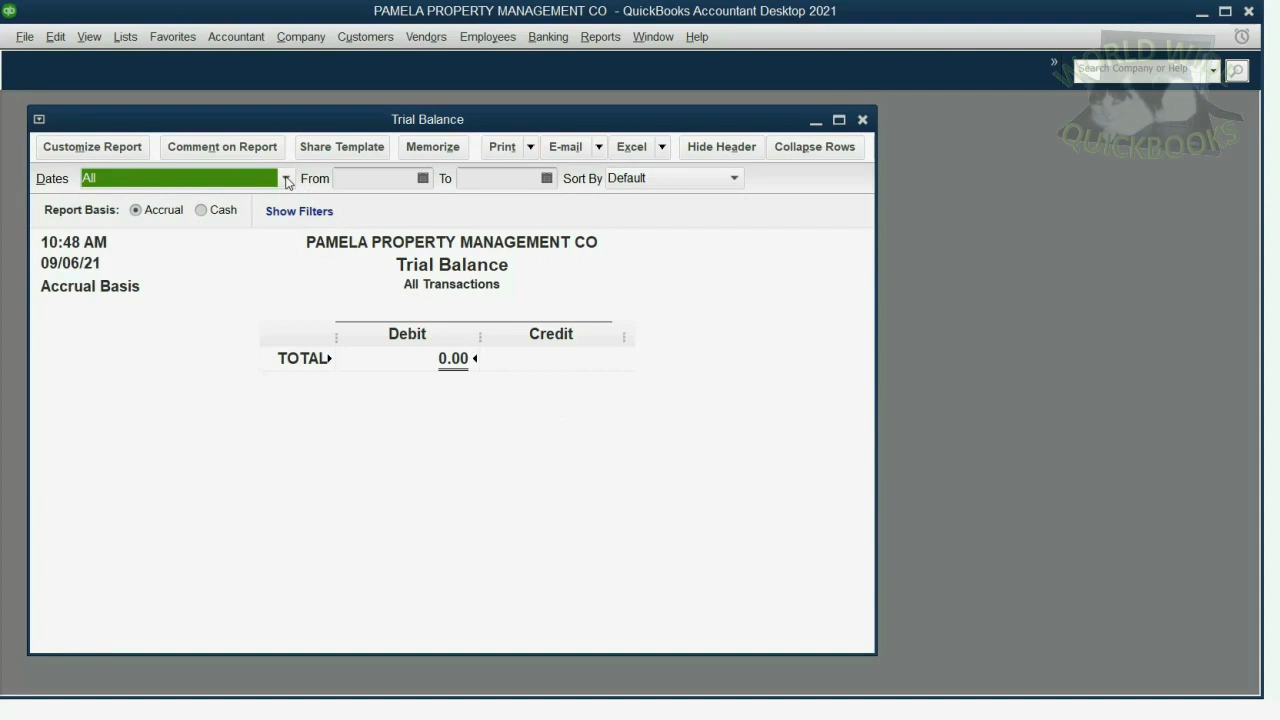 PAMELA PROPERTY MANAGEMENT CO - QuickBooks Accountant Desktop 2021
File Edit View Lists Favorites Accountant Company Customers Vendors Employees Banking Reports Window Help
» Search Company or Help
WORLD WIDE
QUICKBOOKS
Trial Balance
Customize Report Comment on Report Share Template Memorize Print E-mail Excel Hide Header Collapse Rows
Dates All From To Sort By Default
Report Basis: Accrual Cash Show Filters
10:48 AM PAMELA PROPERTY MANAGEMENT CO
09/06/21 Trial Balance
Accrual Basis All Transactions
Debit Credit
TOTAL 0.00